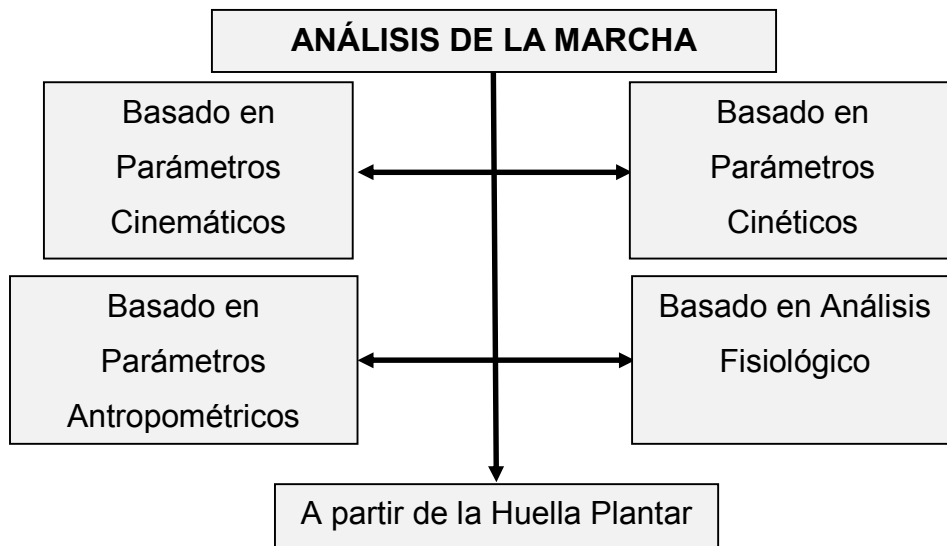 ANÁLISIS DE LA MARCHA
Basado en
Parámetros
Cinemáticos
Basado en
Parámetros
Cinéticos
Basado en
Parámetros
Antropométricos
Basado en Análisis
Fisiológico
A partir de la Huella Plantar